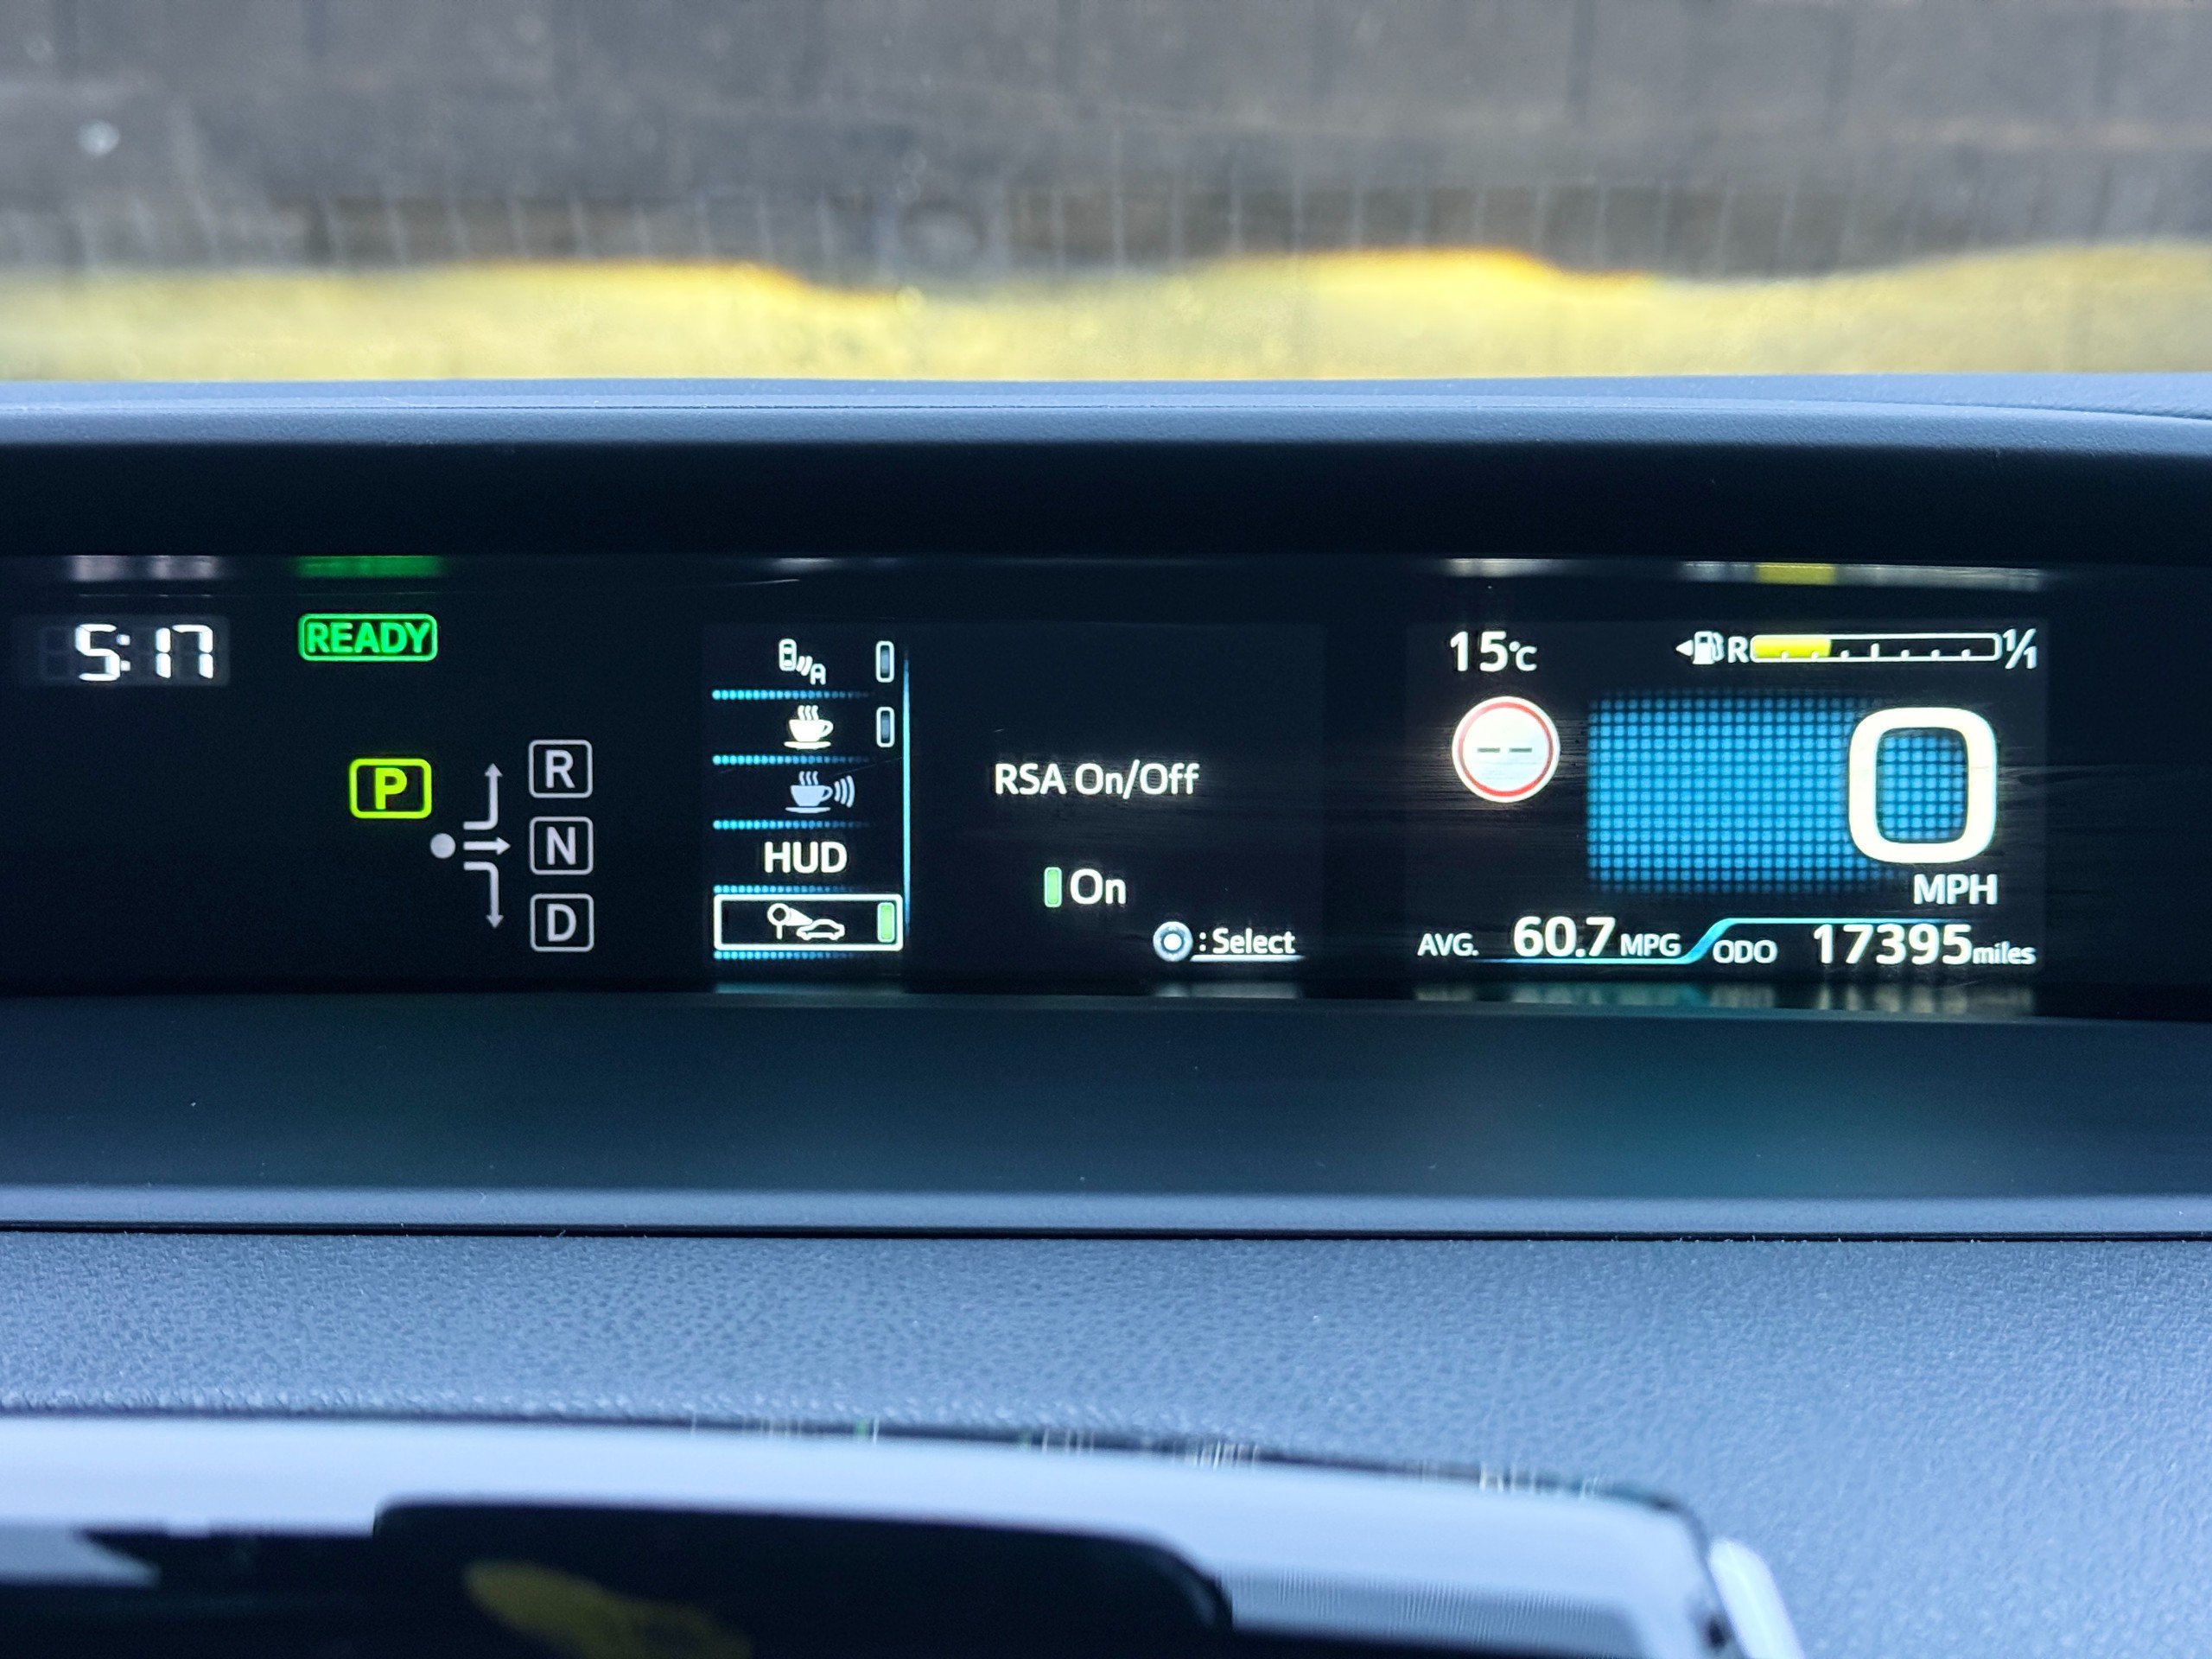 5:17
READY
P
R
N
D
A
HUD
RSA On/Off
On
: Select
15°C
R
1/1
--
0
MPH
AVG. 60.7 MPG
ODO 17395 miles